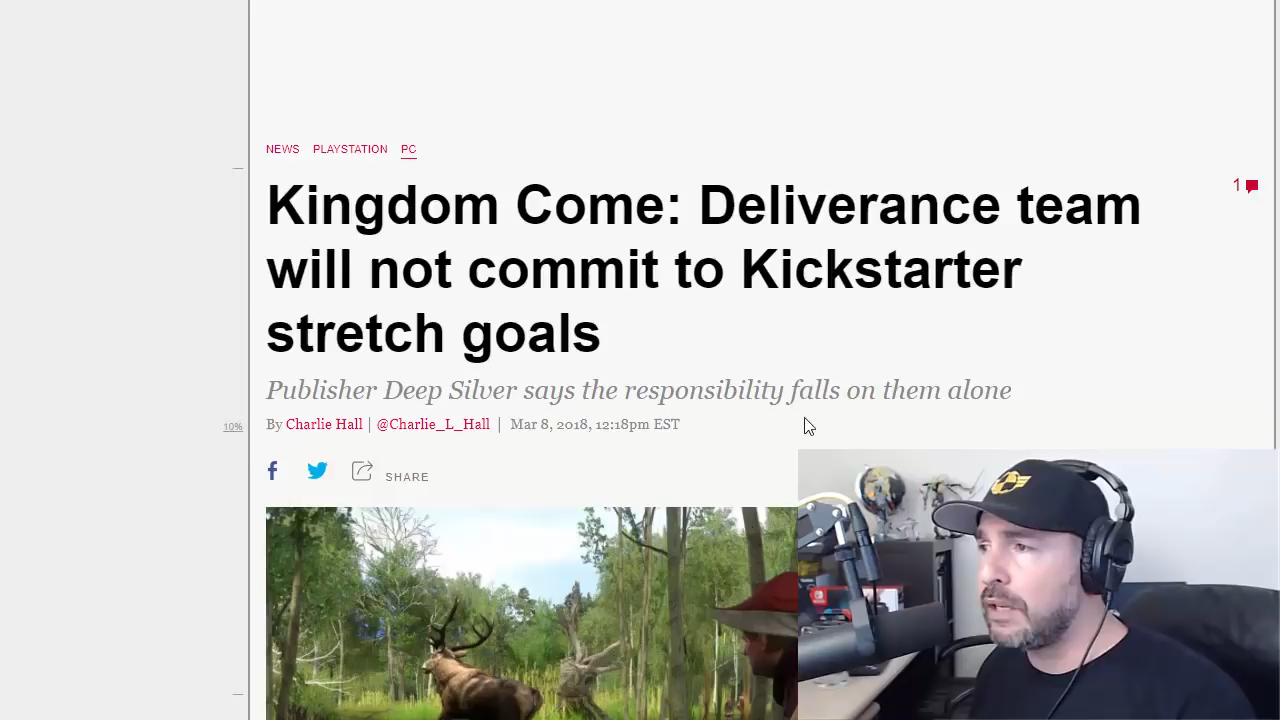 NEWS PLAYSTATION PC
Kingdom Come: Deliverance team
1
will not commit to Kickstarter
stretch goals
Publisher Deep Silver says the responsibility falls on them alone
10%
By Charlie Hall | @Charlie_L_Hall | Mar 8, 2018, 12:18pm EST
SHARE